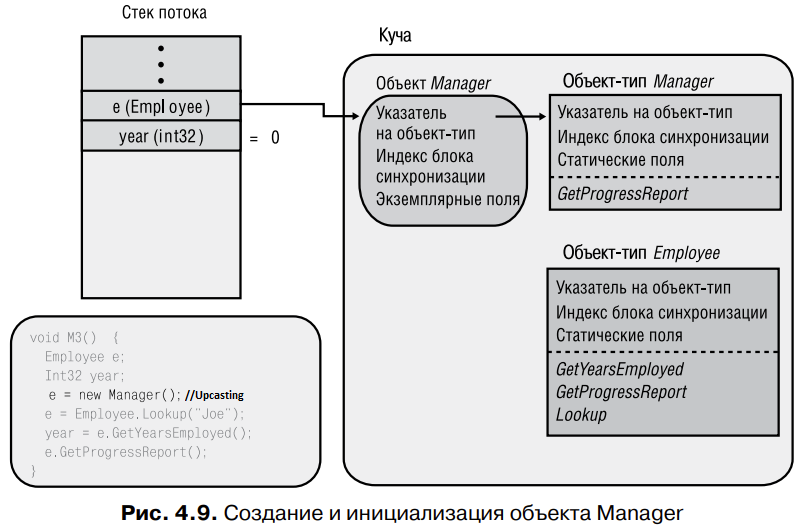 Стек потока
e (Empl oyee)
year (int32)
= 0
Куча
Объект Manager
Указатель
на объект-тип
Индекс блока
синхронизации
Экземплярные поля
Объект-тип Manager
Указатель на объект-тип
Индекс блока синхронизации
Статические поля
GetProgressReport
Объект-тип Employee
Указатель на объект-тип
Индекс блока синхронизации
Статические поля
GetYearsEmployed
GetProgressReport
Lookup
void M3() {
Employee e;
Int32 year;
e = new Manager(); //Upcasting
e = Employee.Lookup("Joe");
year = e.GetYearsEmployed();
e.GetProgressReport();
}
Рис. 4.9. Создание и инициализация объекта Manager